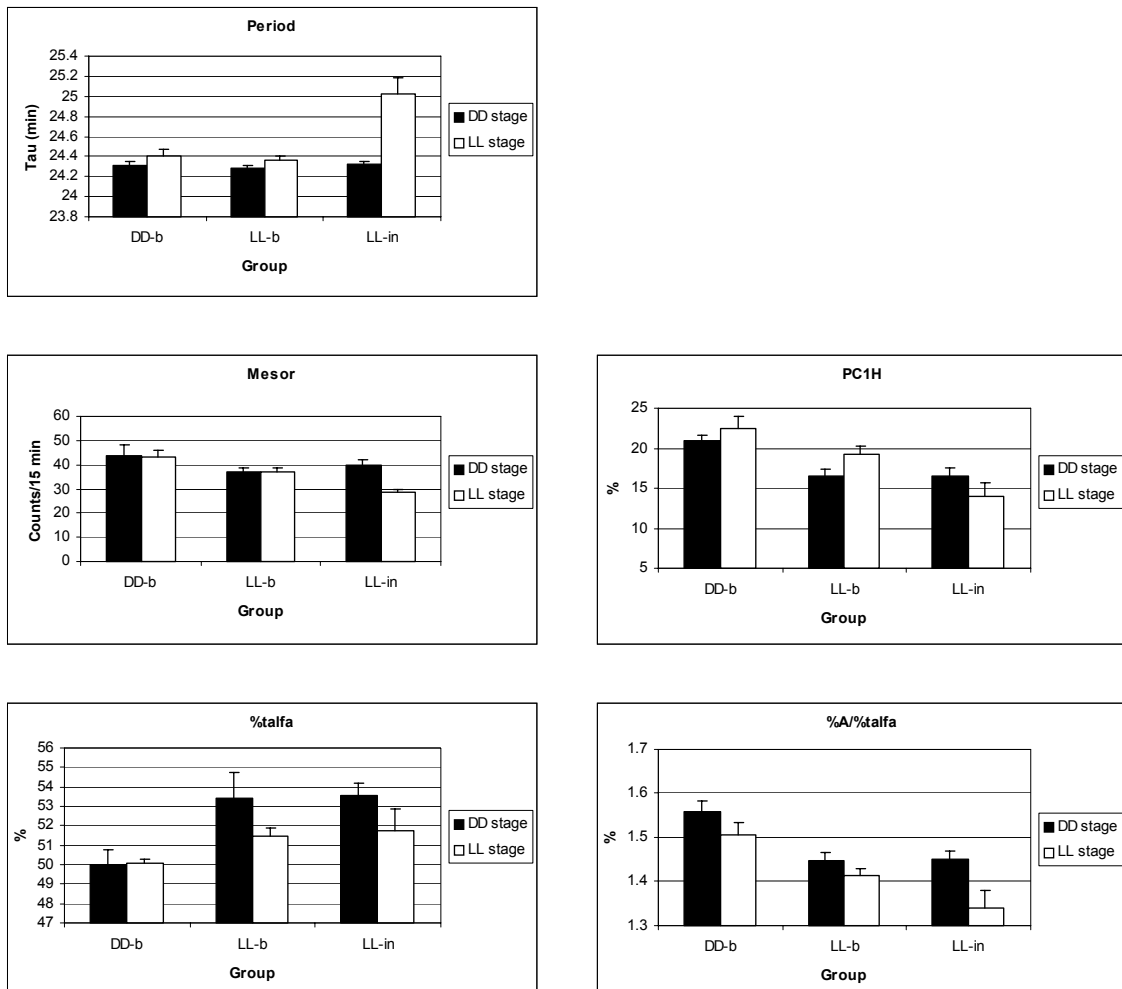 Period
25.4
25.2
25
24.8
24.6
24.4
24.2
24
23.8
Tau (min)
DD-b LL-b LL-in
Group
DD stage
LL stage
Mesor
60
50
40
30
20
10
0
Counts/15 min
DD-b LL-b LL-in
Group
DD stage
LL stage
PC1H
25
20
15
10
5
%
DD-b LL-b LL-in
Group
DD stage
LL stage
%talfa
56
55
54
53
52
51
50
49
48
47
%
DD-b LL-b LL-in
Group
DD stage
LL stage
%A/%talfa
1.7
1.6
1.5
1.4
1.3
%
DD-b LL-b LL-in
Group
DD stage
LL stage